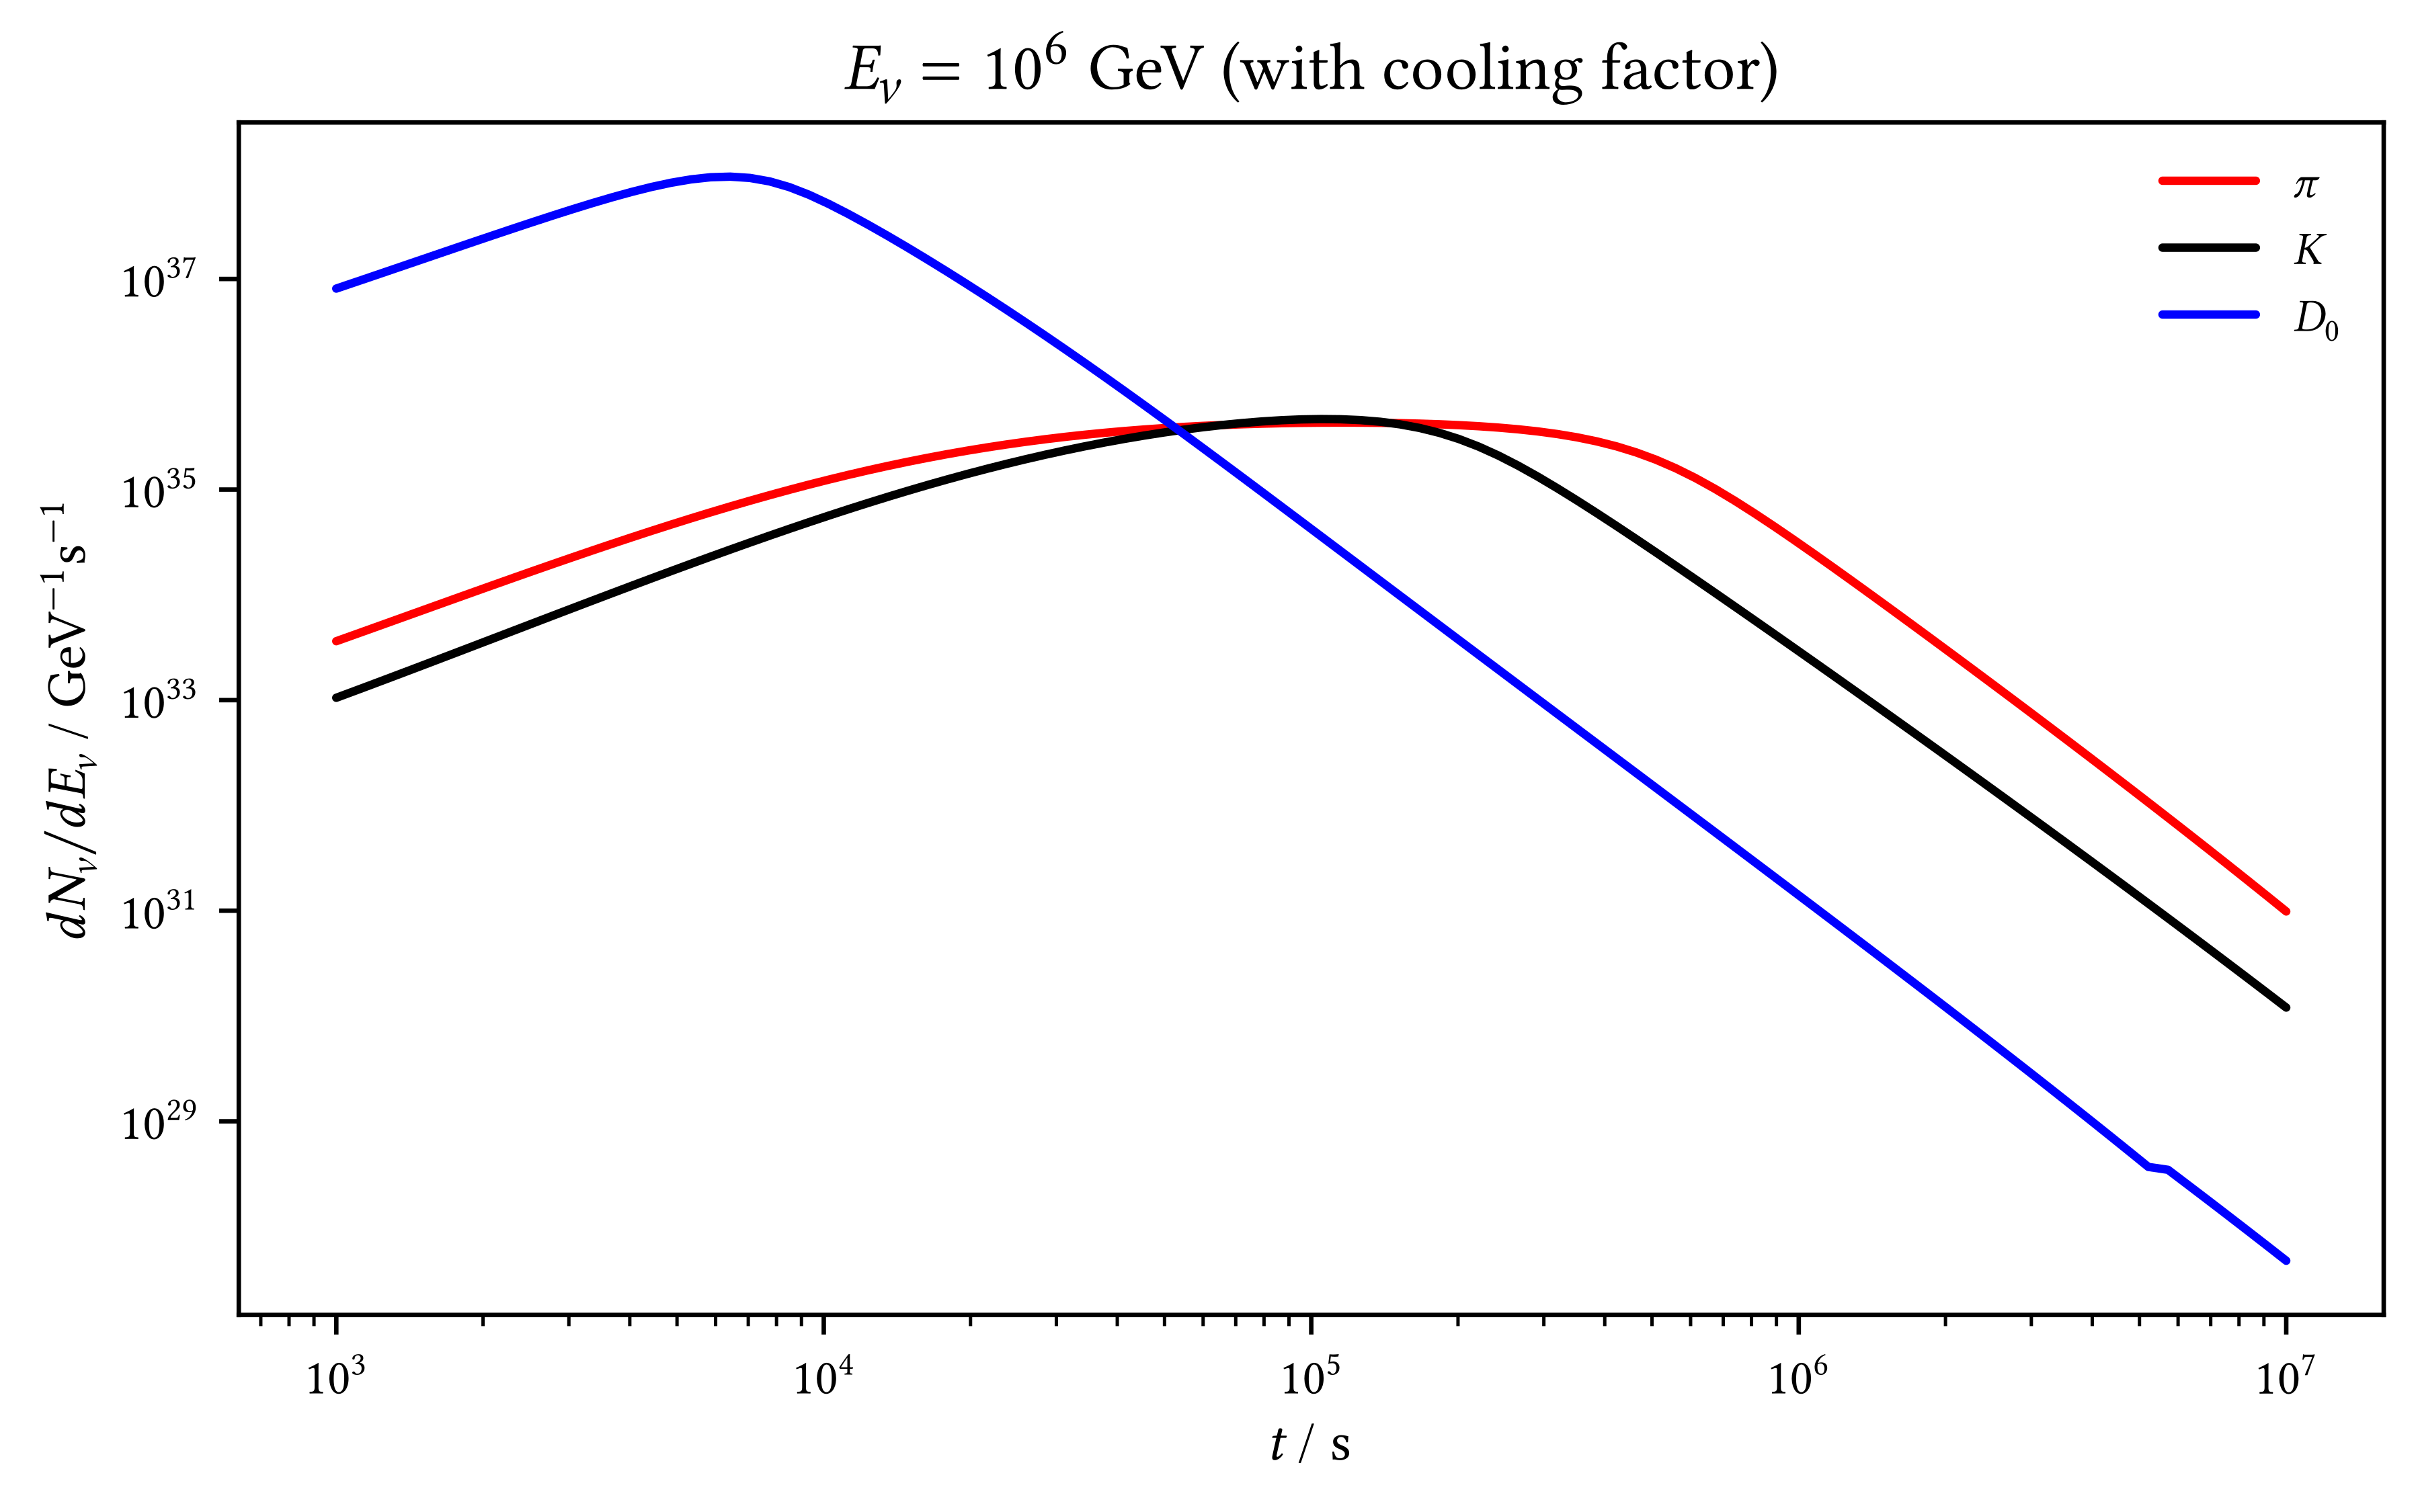 E_ν = 10^6 GeV (with cooling factor)
π
K
D_0
dN_ν/dE_ν / GeV^−1 s^−1
10^37
10^35
10^33
10^31
10^29
10^3 10^4 10^5 10^6 10^7
t / s